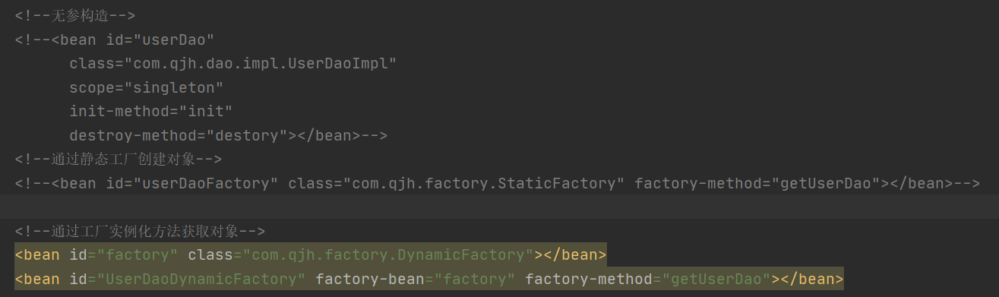 <!--无参构造-->
<!--<bean id="userDao"
class="com.qjh.dao.impl.UserDaoImpl"
scope="singleton"
init-method="init"
destroy-method="destory"></bean>-->
<!--通过静态工厂创建对象-->
<!--<bean id="userDaoFactory" class="com.qjh.factory.StaticFactory" factory-method="getUserDao"></bean>-->
<!--通过工厂实例化方法获取对象-->
<bean id="factory" class="com.qjh.factory.DynamicFactory"></bean>
<bean id="UserDaoDynamicFactory" factory-bean="factory" factory-method="getUserDao"></bean>